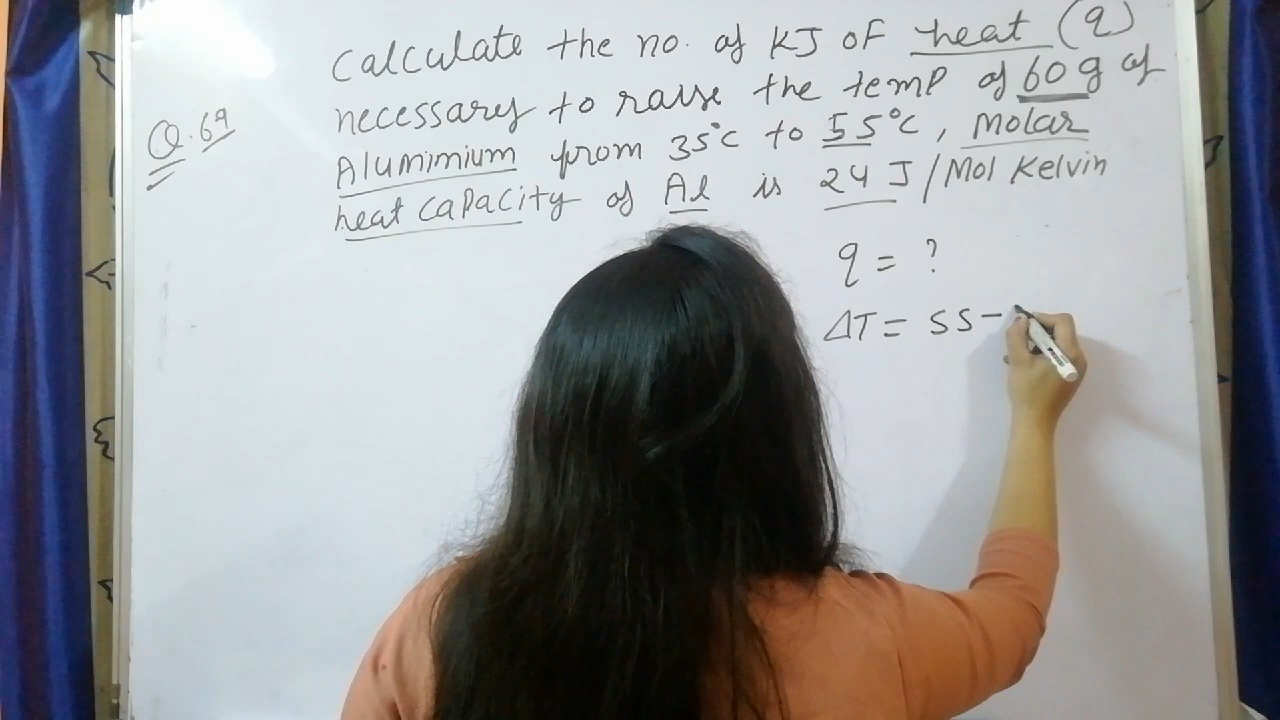 Calculate the no. of KJ OF heat (q)
necessary to raise the temp of 60g of
Q.69
Alumimium from 35°c to 55°c, Molar
heat capacity of Al is 24 J/Mol Kelvin
q = ?
ΔT = 55 -